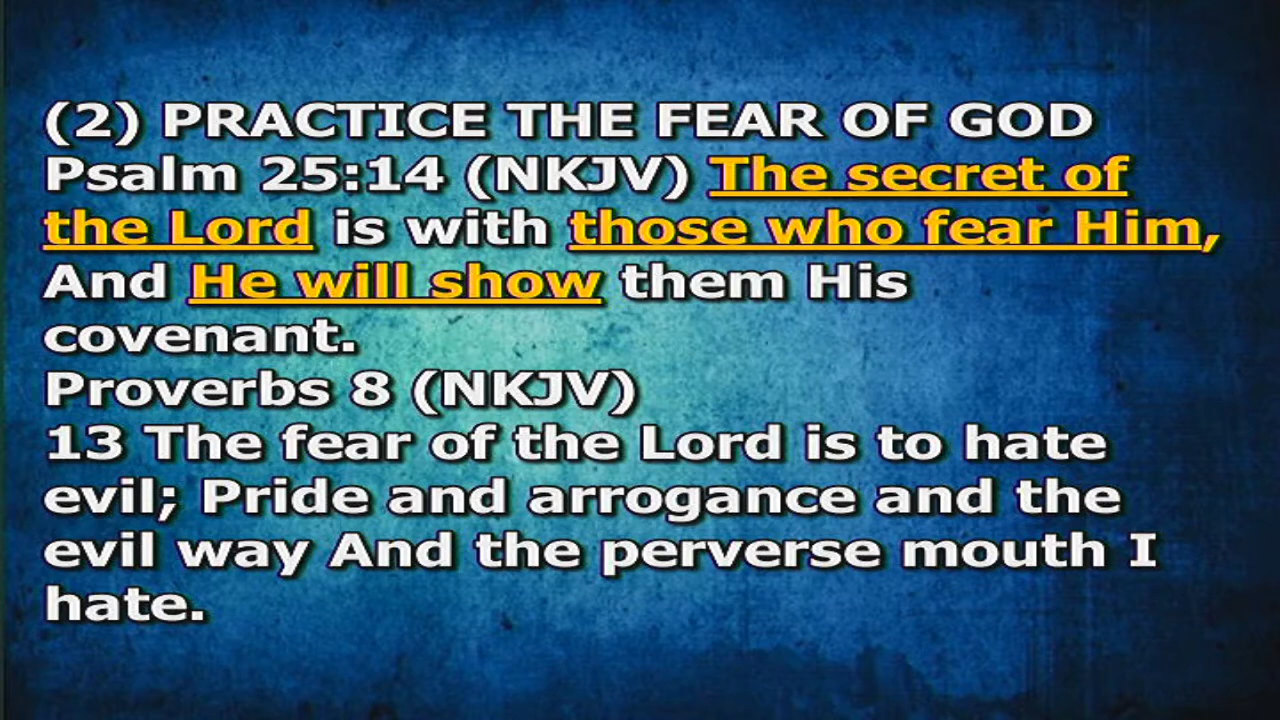 (2) PRACTICE THE FEAR OF GOD
Psalm 25:14 (NKJV) The secret of
the Lord is with those who fear Him,
And He will show them His
covenant.
Proverbs 8 (NKJV)
13 The fear of the Lord is to hate
evil; Pride and arrogance and the
evil way And the perverse mouth I
hate.